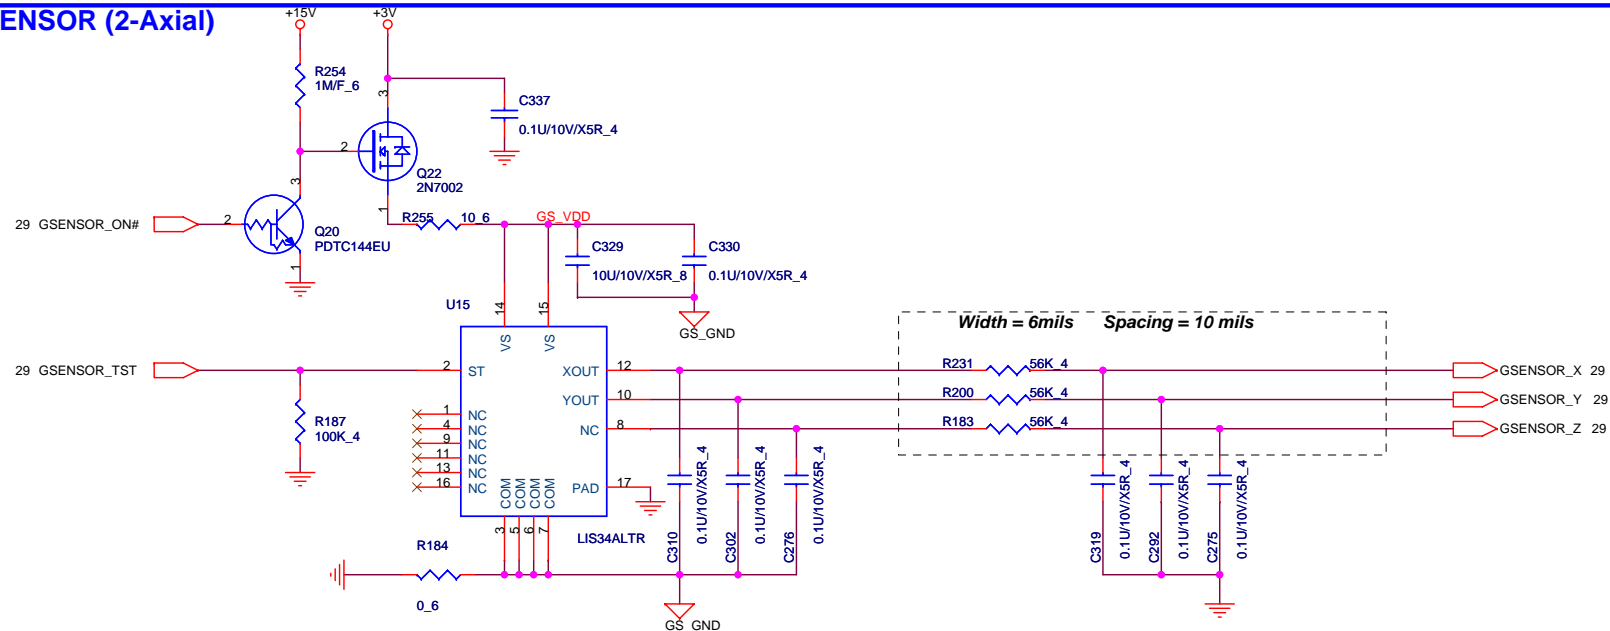 ENSOR (2-Axial)
+15V
+3V
R254
1M/F_6
3
C337
0.1U/10V/X5R_4
2
Q22
2N7002
3
1
29 GSENSOR_ON#
2
Q20
PDTC144EU
1
R255
10_6
GS_VDD
C329
10U/10V/X5R_8
C330
0.1U/10V/X5R_4
GS_GND
U15
14
15
VS
VS
Width = 6mils Spacing = 10 mils
29 GSENSOR_TST
2
ST
XOUT
12
R231
56K_4
GSENSOR_X 29
YOUT
10
R200
56K_4
GSENSOR_Y 29
1
NC
NC
8
R183
56K_4
GSENSOR_Z 29
R187
100K_4
4
NC
9
NC
11
NC
13
NC
16
NC
COM
COM
COM
COM
PAD
17
3
5
6
7
LIS34ALTR
C310
0.1U/10V/X5R_4
C302
0.1U/10V/X5R_4
C276
0.1U/10V/X5R_4
C319
0.1U/10V/X5R_4
C292
0.1U/10V/X5R_4
C275
0.1U/10V/X5R_4
R184
0_6
GS_GND